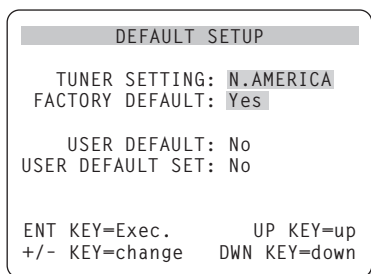 DEFAULT SETUP
TUNER SETTING: N.AMERICA
FACTORY DEFAULT: Yes
USER DEFAULT: No
USER DEFAULT SET: No
ENT KEY=Exec. UP KEY=up
+/- KEY=change DWN KEY=down